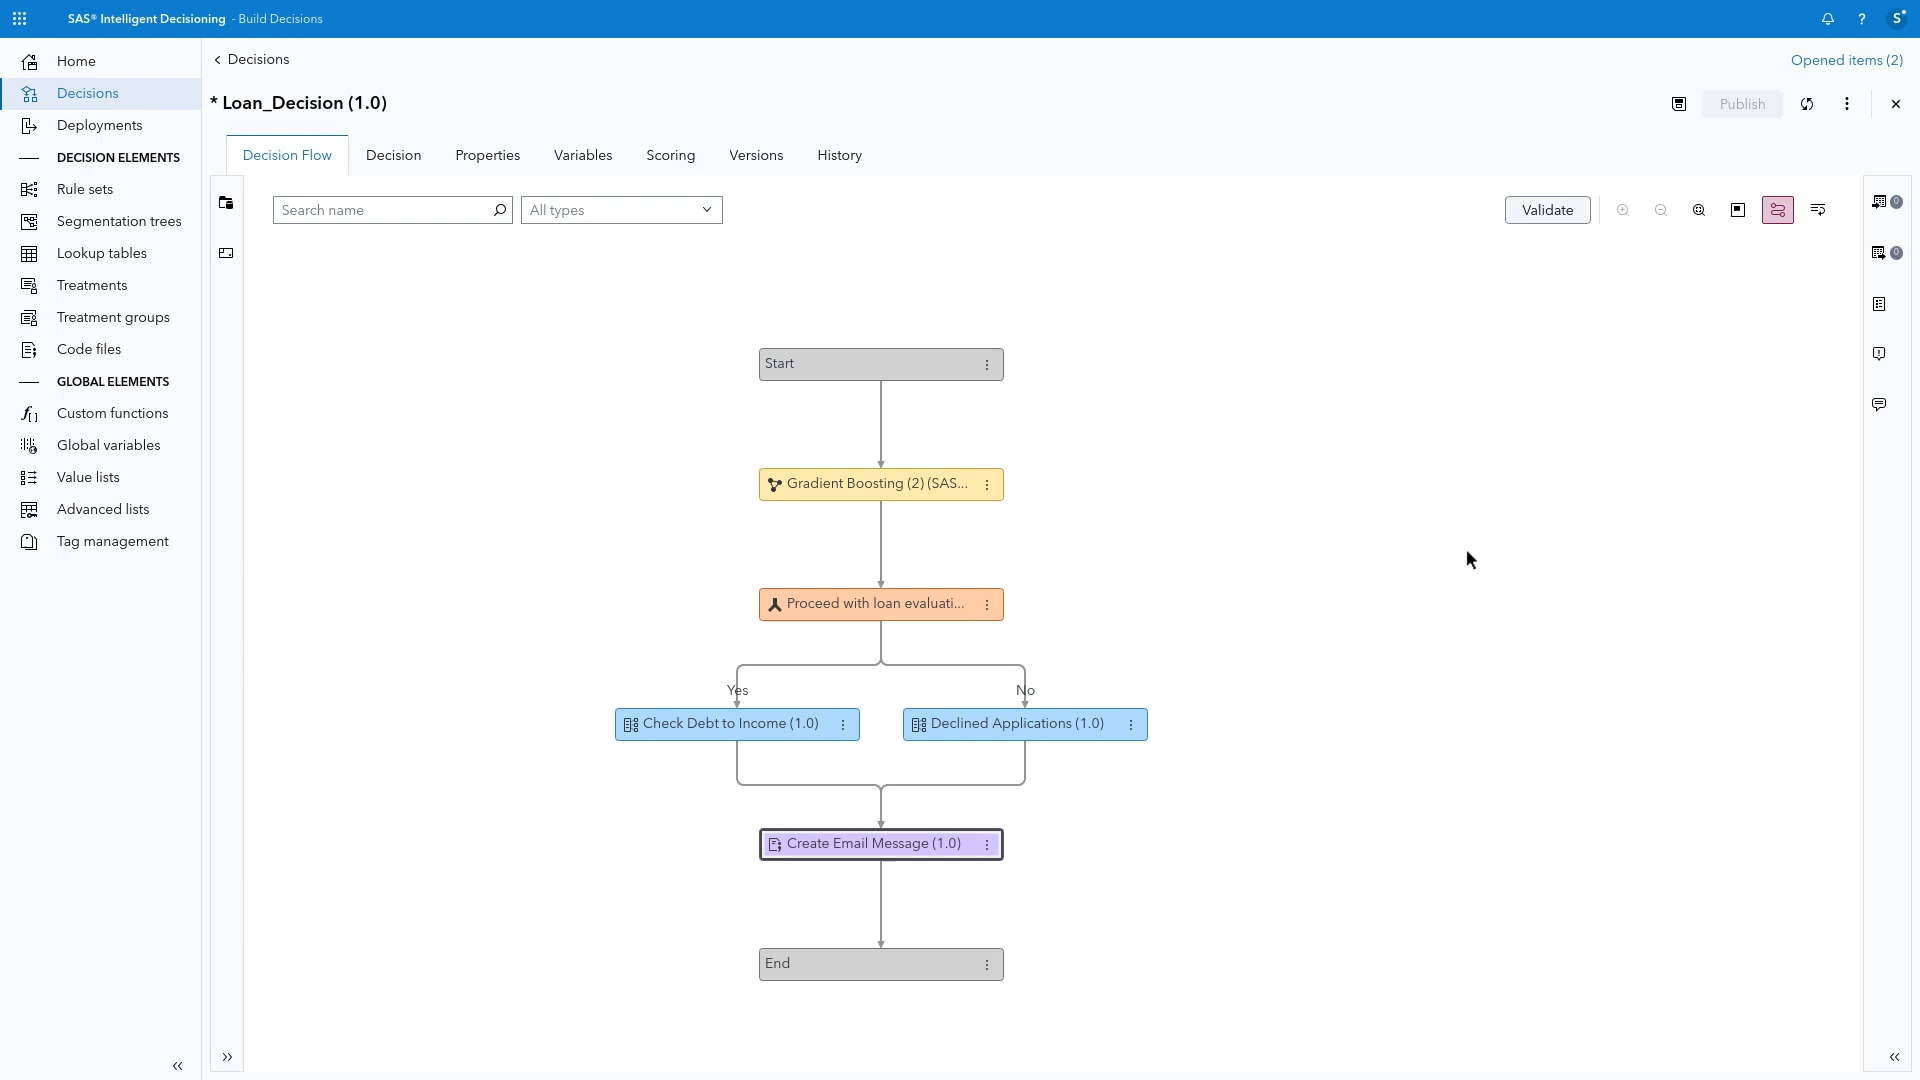 SAS® Intelligent Decisioning - Build Decisions
? S
Home
Decisions
Deployments
DECISION ELEMENTS
Rule sets
Segmentation trees
Lookup tables
Treatments
Treatment groups
Code files
GLOBAL ELEMENTS
Custom functions
Global variables
Value lists
Advanced lists
Tag management
Decisions
Opened items (2)
* Loan_Decision (1.0)
Publish
Decision Flow
Decision
Properties
Variables
Scoring
Versions
History
Search name
All types
Validate
0
0
Start
Gradient Boosting (2) (SAS...
Proceed with loan evaluati...
Yes
No
Check Debt to Income (1.0)
Declined Applications (1.0)
Create Email Message (1.0)
End